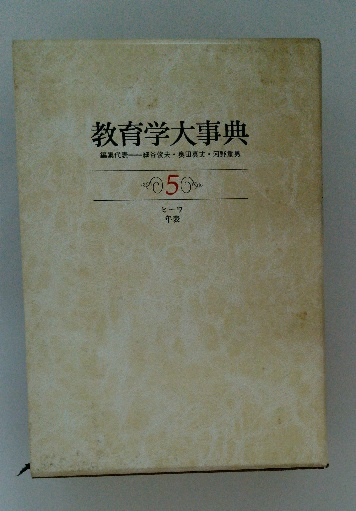 教育学大事典
編集代表――細谷俊夫・奥田真丈・河野重男
5
ヒ―ワ
年表